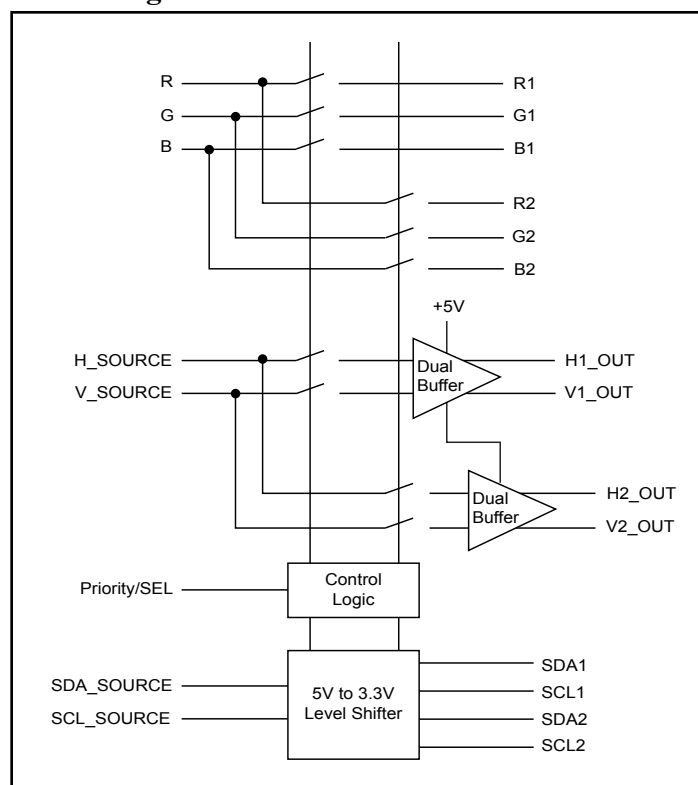 R R1
G G1
B B1
R2
G2
B2
+5V
H_SOURCE Dual Buffer H1_OUT
V_SOURCE V1_OUT
Dual Buffer H2_OUT
V2_OUT
Priority/SEL Control Logic
SDA_SOURCE 5V to 3.3V Level Shifter SDA1
SCL_SOURCE SCL1
SDA2
SCL2